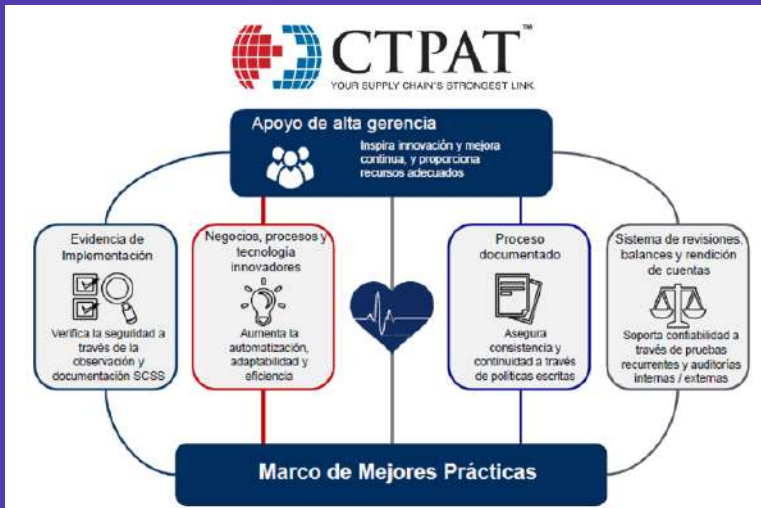 CTPAT™
YOUR SUPPLY CHAIN'S STRONGEST LINK.
Apoyo de alta gerencia
Inspira innovación y mejora
continua, y proporciona
recursos adecuados
Evidencia de
Implementación
Verifica la seguridad a
través de la
observación y
documentación SCSS
Negocios, procesos y
tecnología
innovadores
Aumenta la
automatización,
adaptabilidad y
eficiencia
Proceso
documentado
Asegura
consistencia y
continuidad a través
de políticas escritas
Sistema de revisiones,
balances y rendición
de cuentas
Soporta confiabilidad a
través de pruebas
recurrentes y auditorías
internas / externas
Marco de Mejores Prácticas